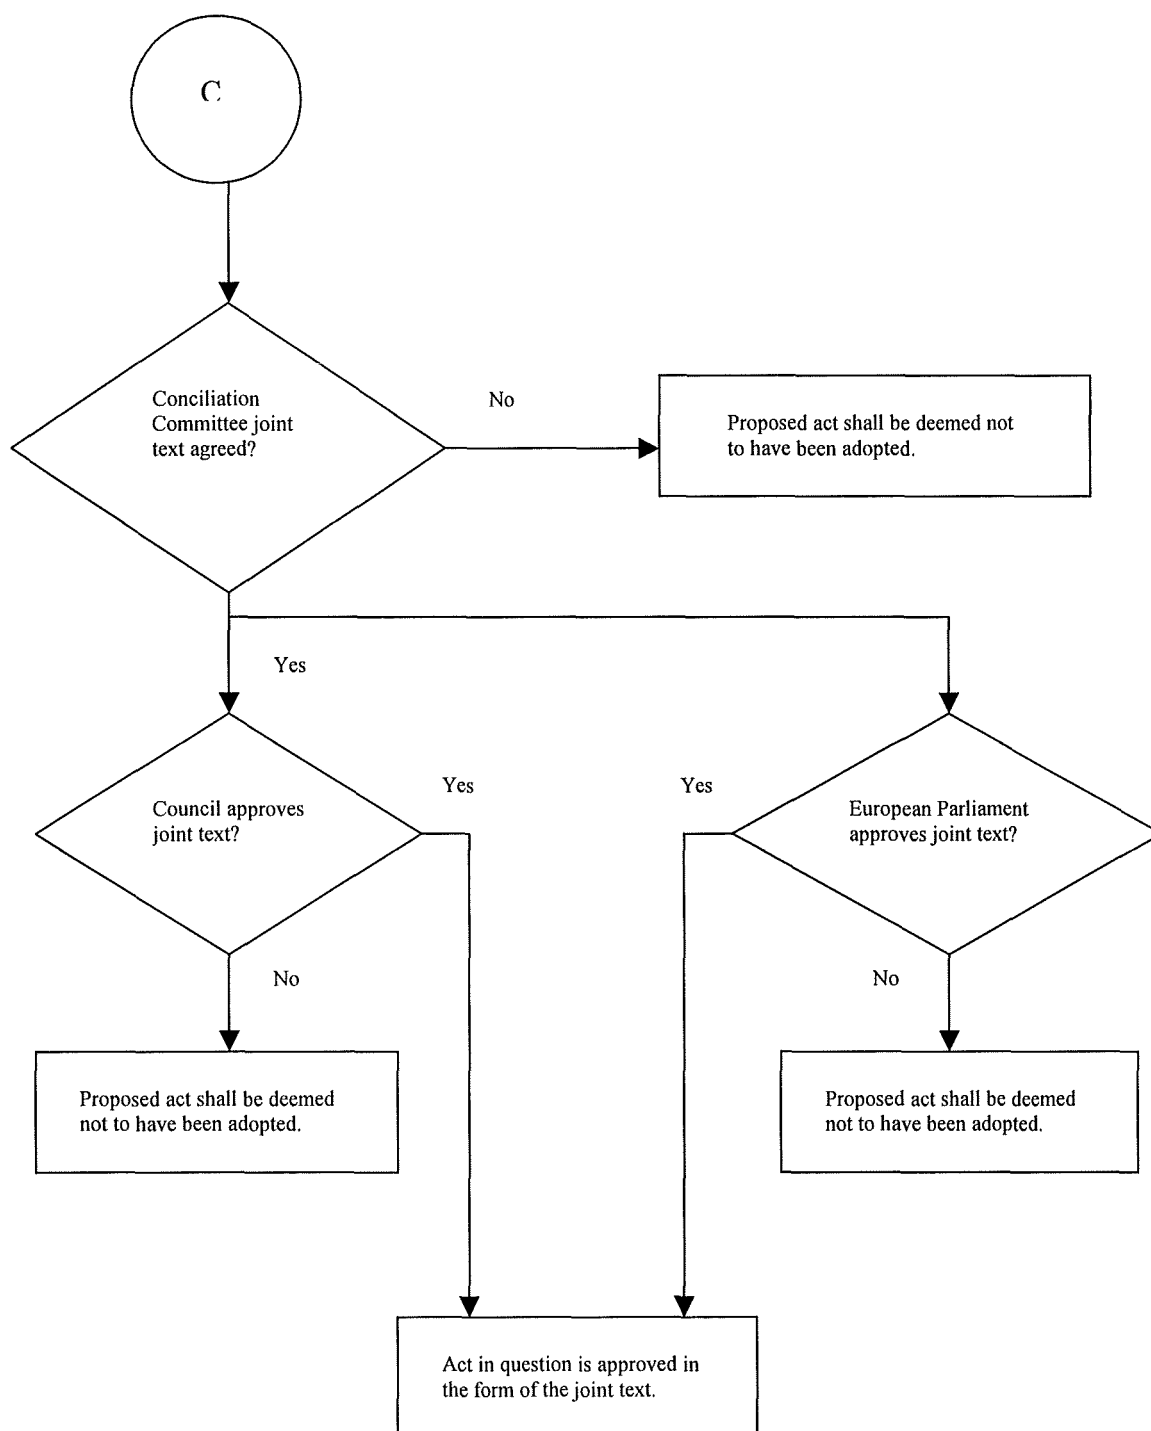 C
Conciliation
Committee joint
text agreed?
No
Proposed act shall be deemed not
to have been adopted.
Yes
Council approves
joint text?
Yes
Yes
European Parliament
approves joint text?
No
No
Proposed act shall be deemed
not to have been adopted.
Proposed act shall be deemed
not to have been adopted.
Act in question is approved in
the form of the joint text.